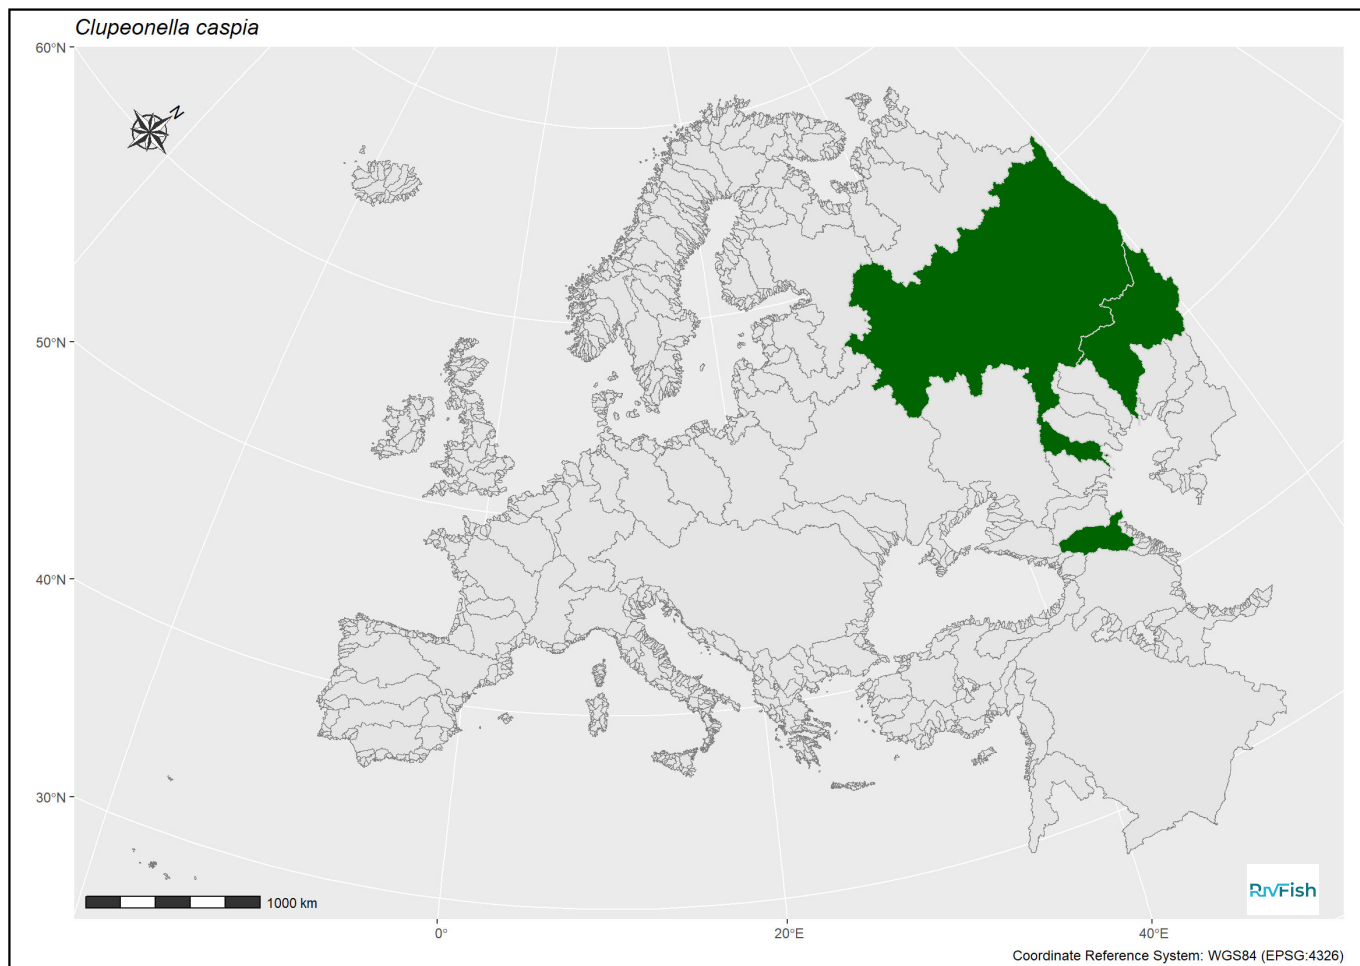 Clupeonella caspia
60°N
N
50°N
40°N
30°N
1000 km
RivFish
0°
20°E
40°E
Coordinate Reference System: WGS84 (EPSG:4326)